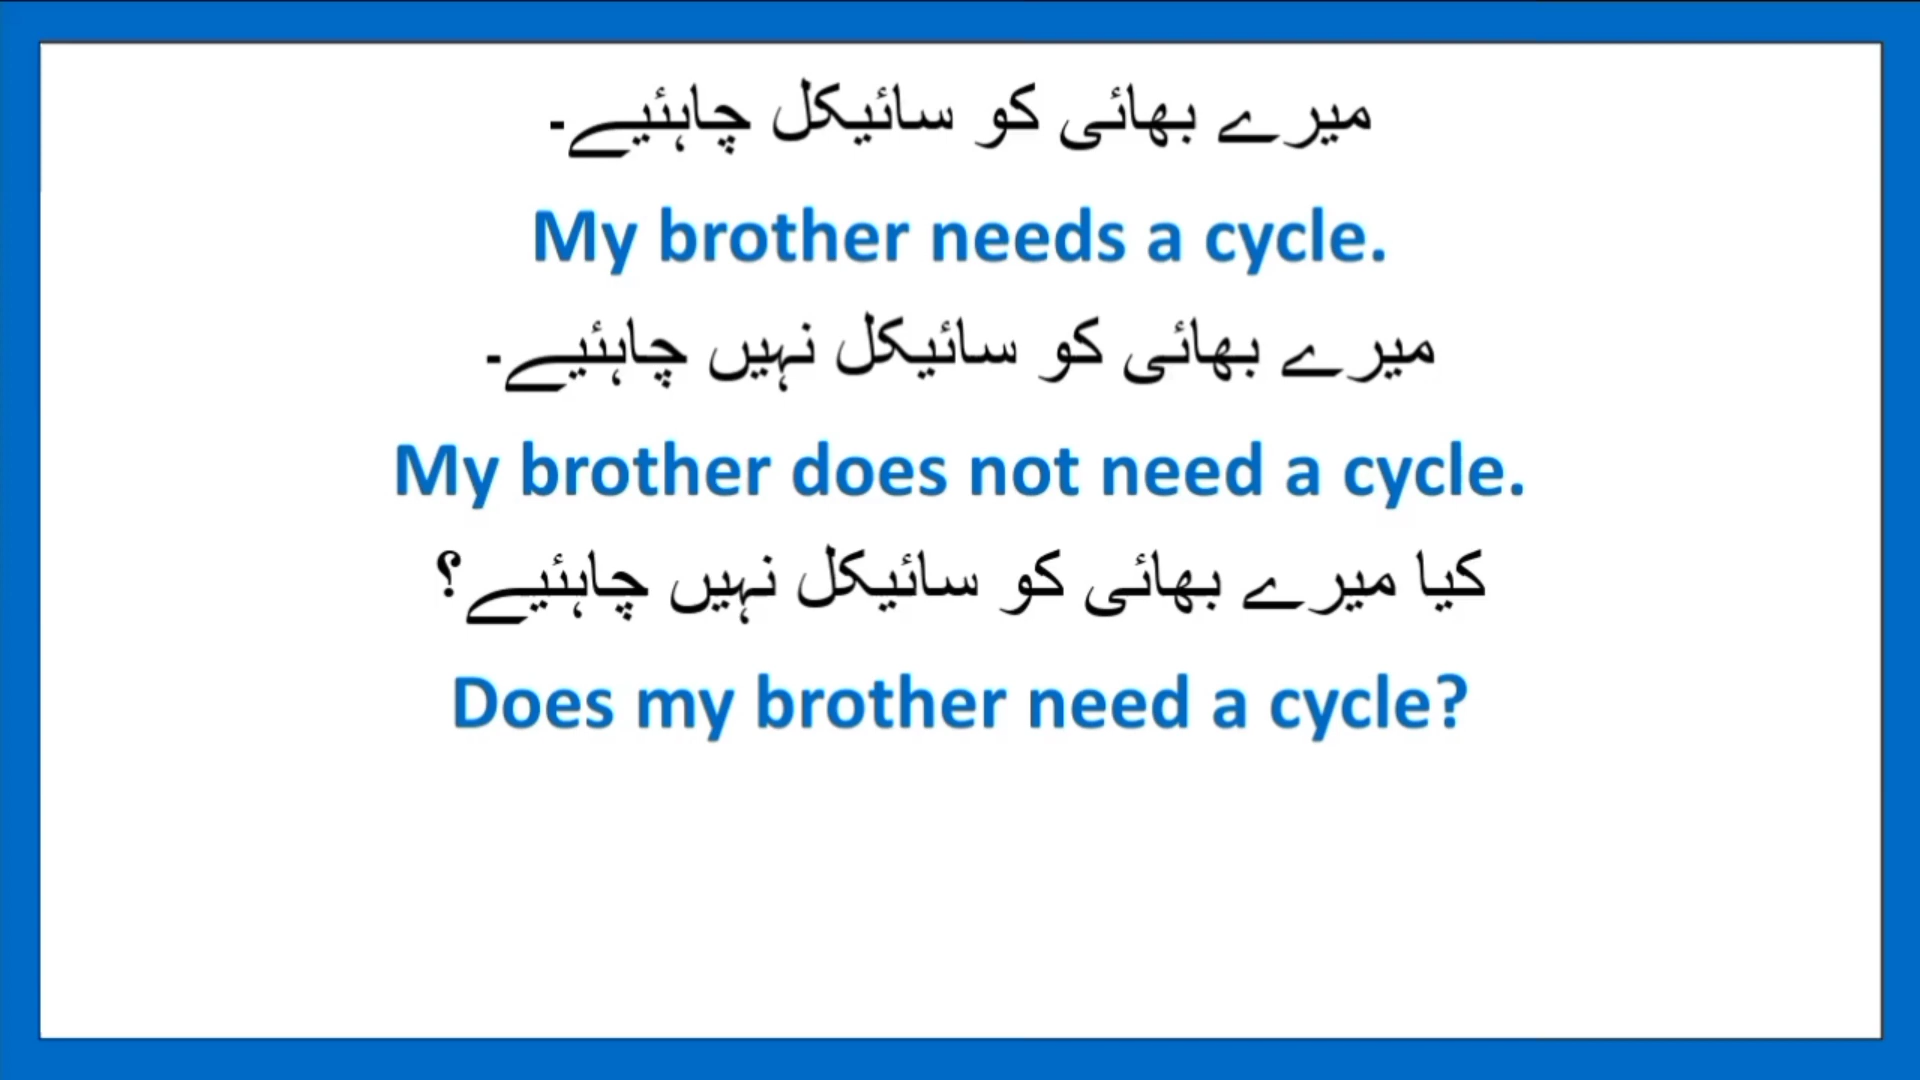 میرے بھائی کو سائیکل چاہئیے۔
My brother needs a cycle.
میرے بھائی کو سائیکل نہیں چاہئیے۔
My brother does not need a cycle.
کیا میرے بھائی کو سائیکل نہیں چاہئیے؟
Does my brother need a cycle?